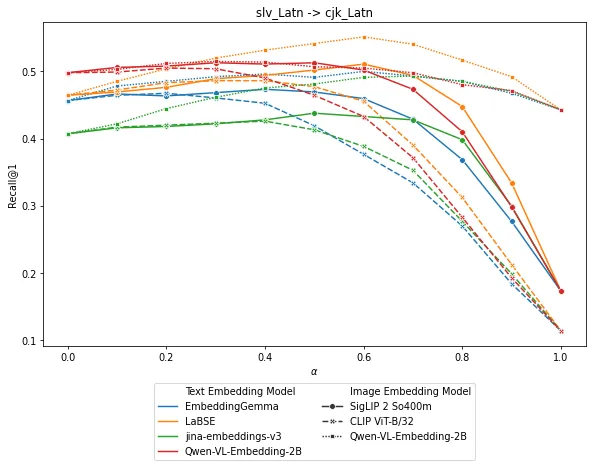 slv_Latn -> cjk_Latn
Recall@1
0.5
0.4
0.3
0.2
0.1
0.0 0.2 0.4 0.6 0.8 1.0
α
Text Embedding Model Image Embedding Model
EmbeddingGemma SigLIP 2 So400m
LaBSE CLIP ViT-B/32
jina-embeddings-v3 Qwen-VL-Embedding-2B
Qwen-VL-Embedding-2B